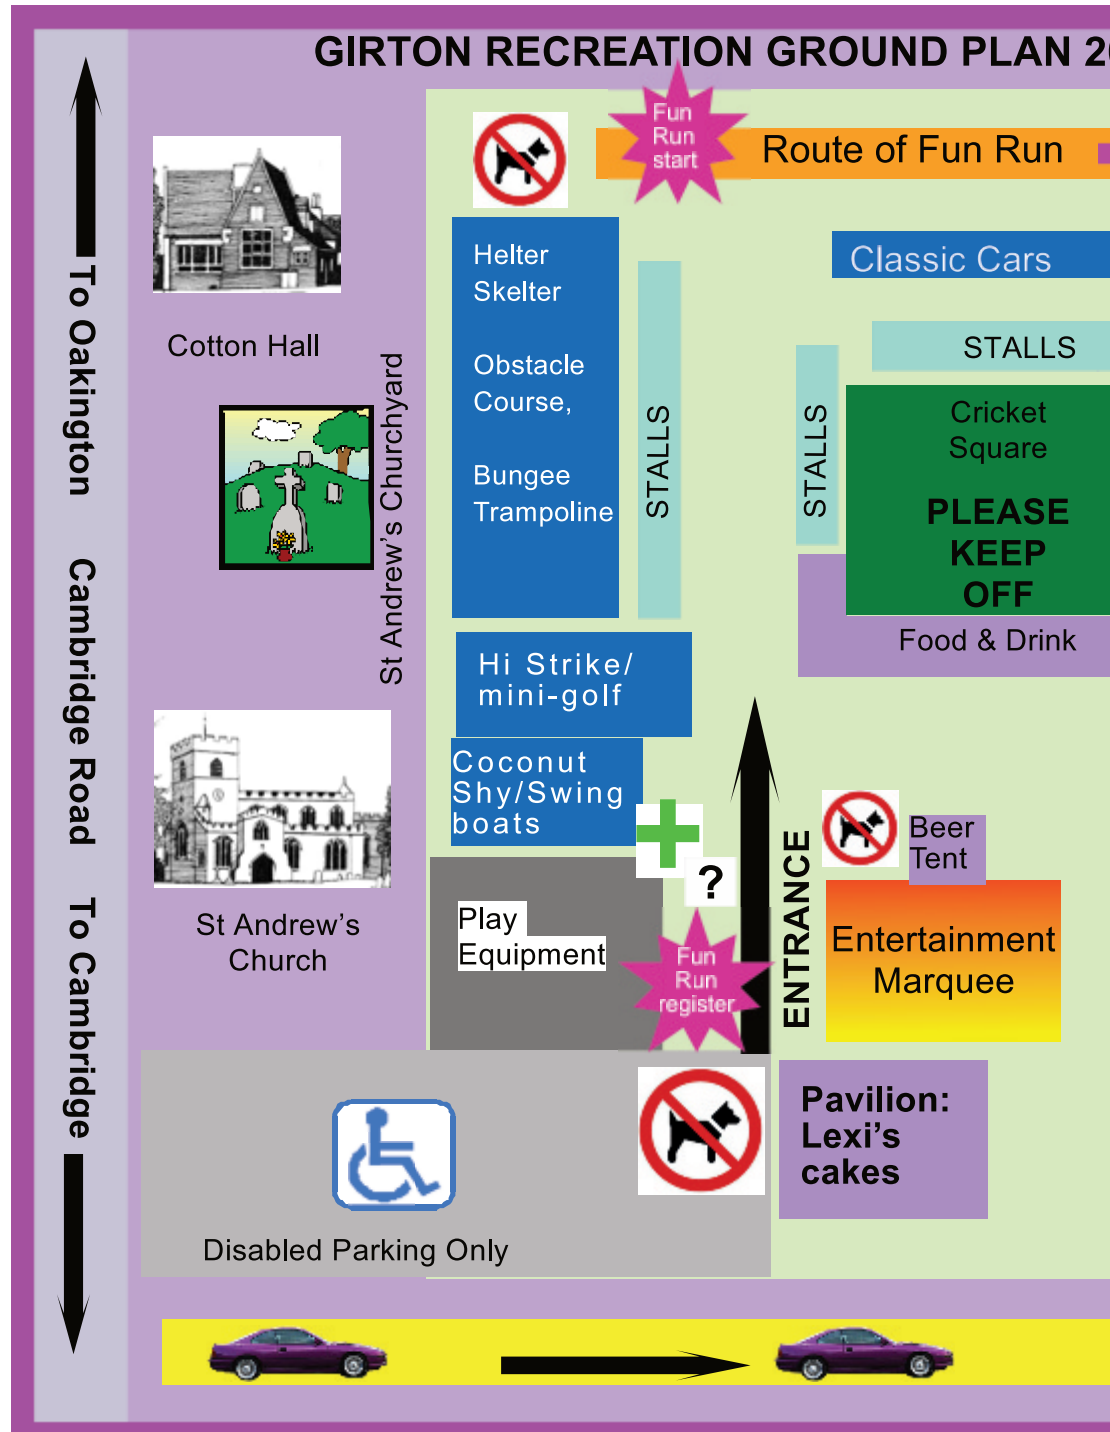 GIRTON RECREATION GROUND PLAN
Fun
Run
start
Route of Fun Run
To Oakington
Cambridge Road
To Cambridge
Cotton Hall
St Andrew's Churchyard
St Andrew's
Church
Helter
Skelter
Obstacle
Course,
Bungee
Trampoline
STALLS
Classic Cars
STALLS
STALLS
Cricket
Square
PLEASE
KEEP
OFF
Food & Drink
Hi Strike/
mini-golf
Coconut
Shy/Swing
boats
?
Play
Equipment
Fun
Run
register
ENTRANCE
Beer
Tent
Entertainment
Marquee
Pavilion:
Lexi's
cakes
Disabled Parking Only